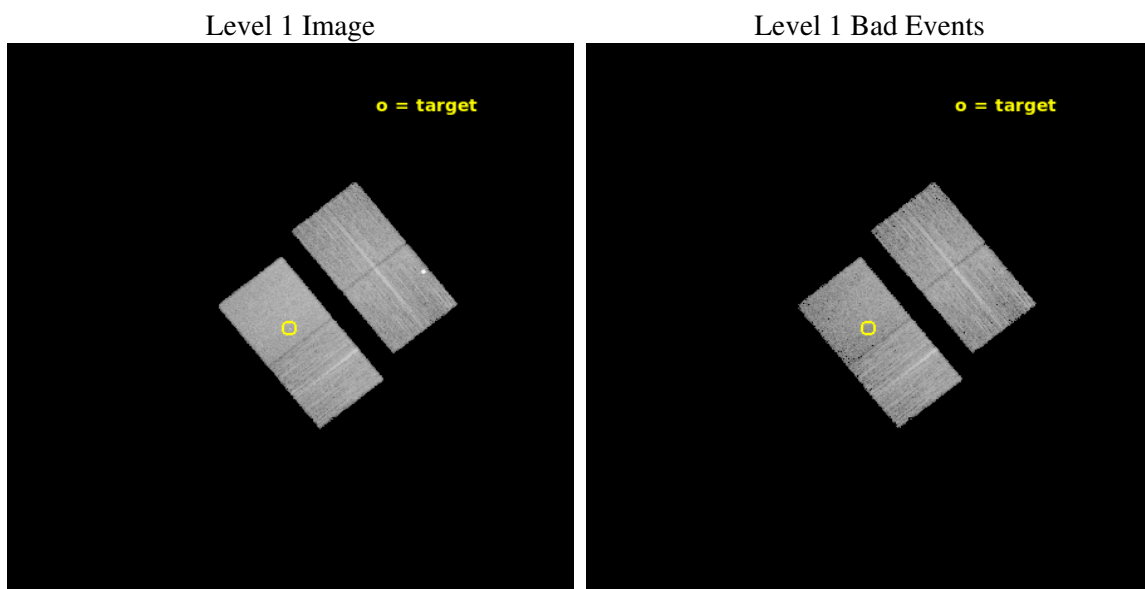 Level 1 Image
Level 1 Bad Events
o = target
o = target